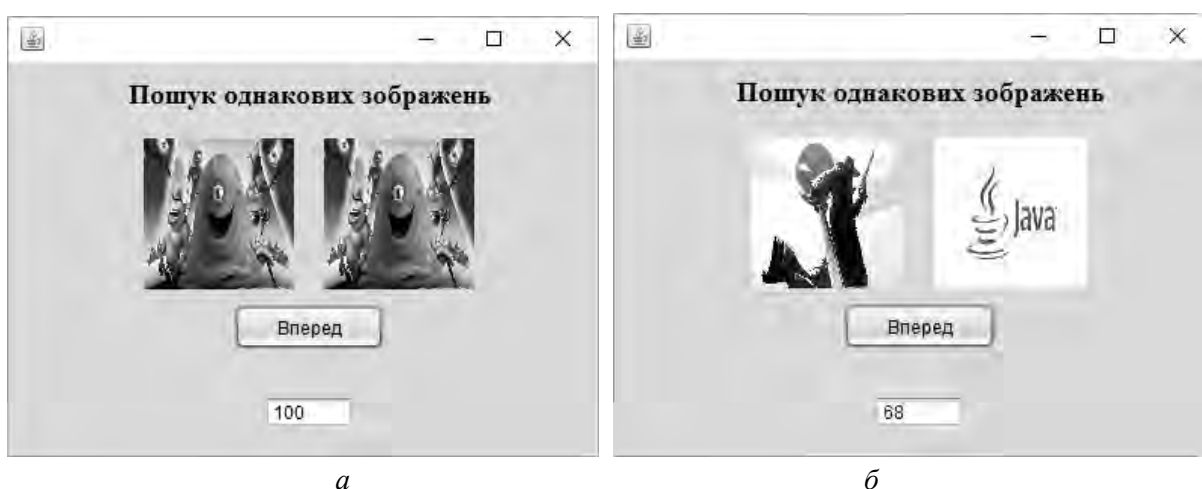 Пошук однакових зображень
Вперед
100
а
Пошук однакових зображень
Java
Вперед
68
б